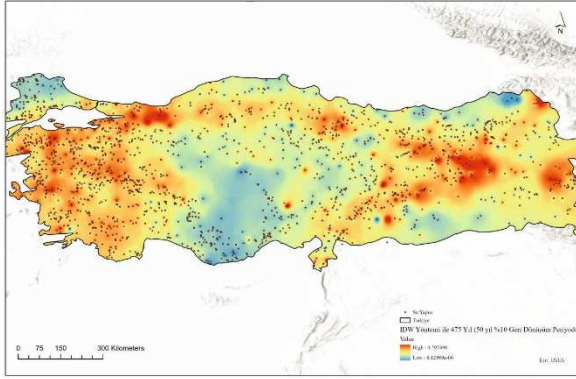 N
Su Yapısı
Türkiye
IDW Yöntemi ile 475 Yıl (50 yıl %10 Geri Dönüşüm Periyodu
Value
High :
Low :
0 75 150 300 Kilometers
Esri, USGS